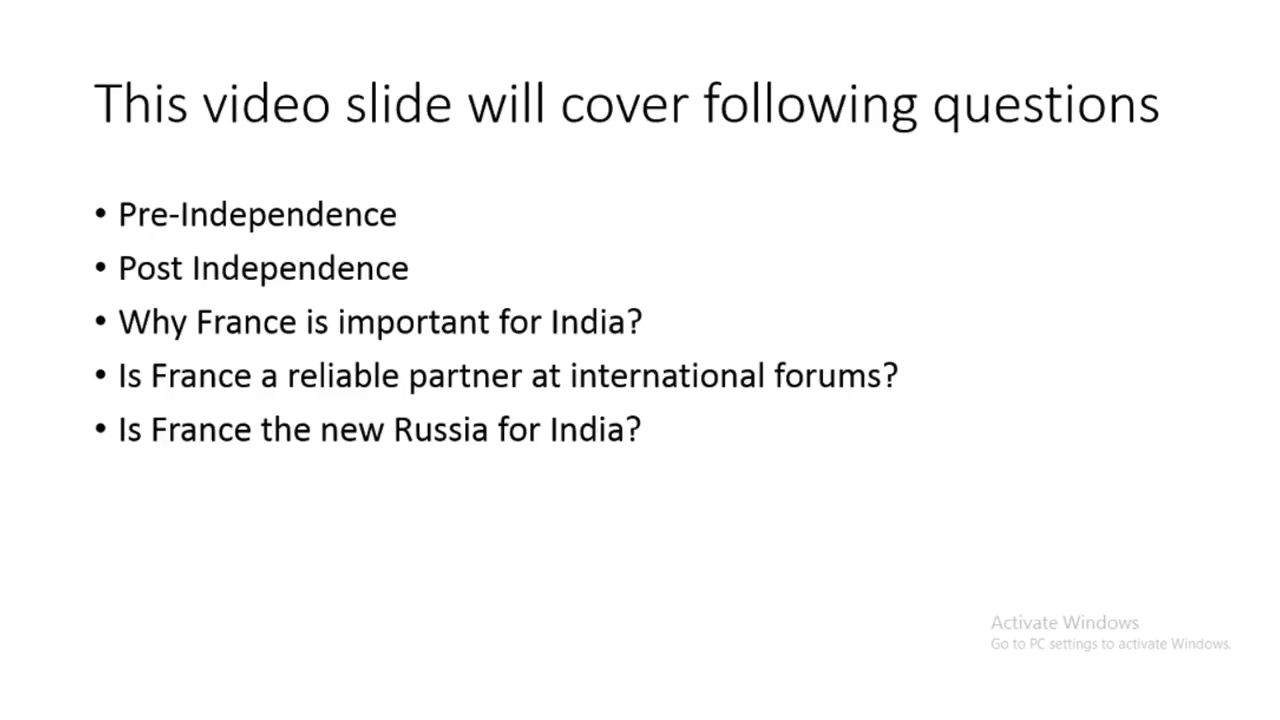 This video slide will cover following questions
• Pre-Independence
• Post Independence
• Why France is important for India?
• Is France a reliable partner at international forums?
• Is France the new Russia for India?
Activate Windows
Go to PC settings to activate Windows.